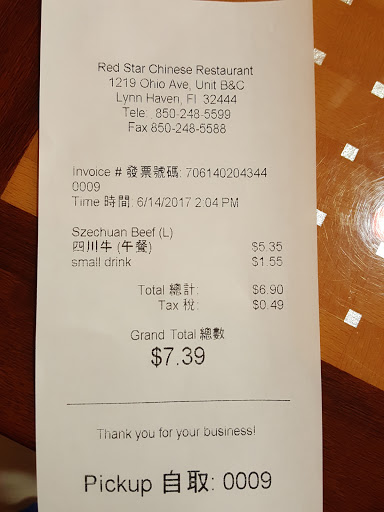 Red Star Chinese Restaurant
1219 Ohio Ave, Unit B&C
Lynn Haven, Fl. 32444
Tele: 850-248-5599
Fax 850-248-5588
Invoice # 發票號碼: 706140204344
0009
Time 時間: 6/14/2017 2:04 PM
Szechuan Beef (L)
四川牛 (午餐) $5.35
small drink $1.55
Total 總計: $6.90
Tax 稅: $0.49
Grand Total 總數
$7.39
Thank you for your business!
Pickup 自取: 0009